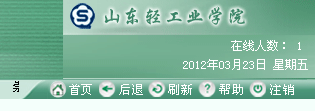 山东轻工业学院
在线人数： 1
2012年03月23日 星期五
首页 后退 刷新 帮助 注销